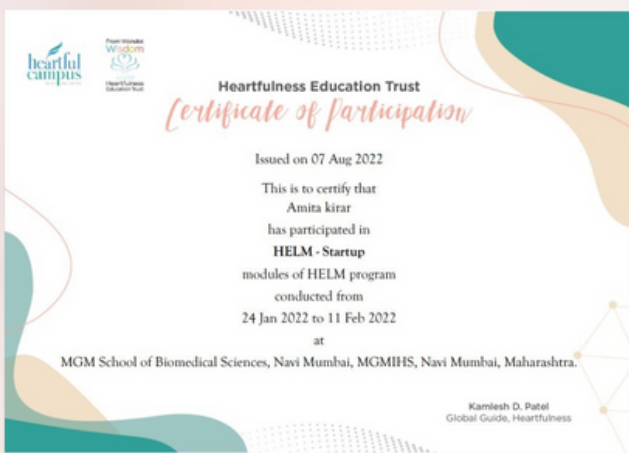 heartful
campus
From Wonder
Wisdom
Heartfulness
Education Trust
Heartfulness Education Trust
Certificate of Participation
Issued on 07 Aug 2022
This is to certify that
Amita kirar
has participated in
HELM - Startup
modules of HELM program
conducted from
24 Jan 2022 to 11 Feb 2022
at
MGM School of Biomedical Sciences, Navi Mumbai, MGMIHS, Navi Mumbai, Maharashtra.
Kamlesh D. Patel
Global Guide, Heartfulness